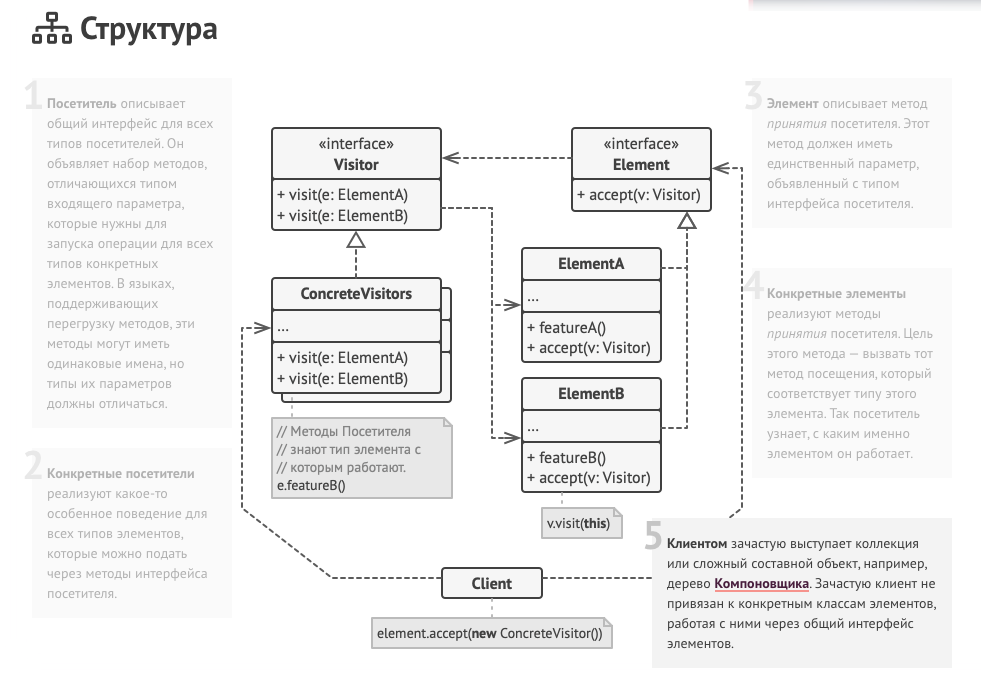 Структура
1
Посетитель описывает
общий интерфейс для всех
типов посетителей. Он
объявляет набор методов,
отличающихся типом
входящего параметра,
которые нужны для
запуска операции для всех
типов конкретных
элементов. В языках,
поддерживающих
перегрузку методов, эти
методы могут иметь
одинаковые имена, но
типы их параметров
должны отличаться.
2
Конкретные посетители
реализуют какое-то
особенное поведение для
всех типов элементов,
которые можно подать
через методы интерфейса
посетителя.
«interface»
Visitor
+ visit(e: ElementA)
+ visit(e: ElementB)
ConcreteVisitors
...
+ visit(e: ElementA)
+ visit(e: ElementB)
// Методы Посетителя
// знают тип элемента с
// которым работают.
e.featureB()
«interface»
Element
+ accept(v: Visitor)
ElementA
...
+ featureA()
+ accept(v: Visitor)
ElementB
...
+ featureB()
+ accept(v: Visitor)
v.visit(this)
Client
element.accept(new ConcreteVisitor())
3
Элемент описывает метод
принятия посетителя. Этот
метод должен иметь
единственный параметр,
объявленный с типом
интерфейса посетителя.
4
Конкретные элементы
реализуют методы
принятия посетителя. Цель
этого метода — вызвать тот
метод посещения, который
соответствует типу этого
элемента. Так посетитель
узнает, с каким именно
элементом он работает.
5
Клиентом зачастую выступает коллекция
или сложный составной объект, например,
дерево Компоновщика. Зачастую клиент не
привязан к конкретным классам элементов,
работая с ними через общий интерфейс
элементов.